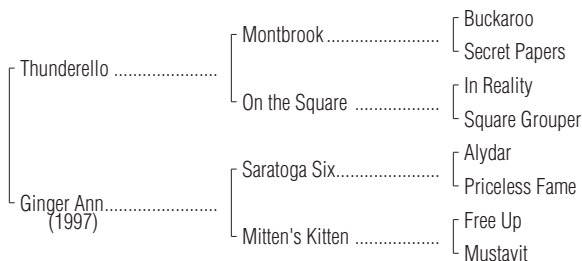 Buckaroo
Montbrook ..........................
Secret Papers
Thunderello .......................
In Reality
On the Square ...................
Square Grouper
Alydar
Saratoga Six.......................
Priceless Fame
Ginger Ann.........................
(1997)
Free Up
Mitten's Kitten ...................
Mustavit